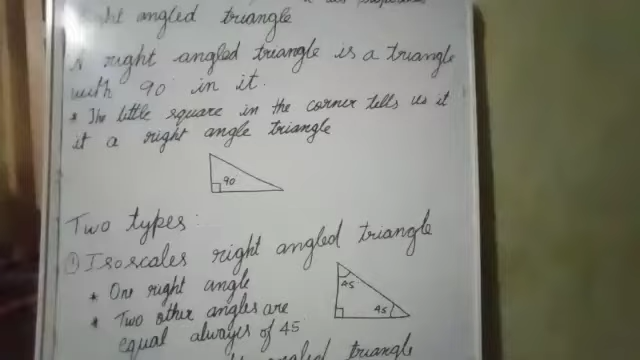 angled triangle
A right angled triangle is a triangle
with 90° in it.
* The little square in the corner tells us it
it a right angle triangle
90
Two types:
① Isoscales right angled triangle
* One right angle
* Two other angles are
equal always of 45
45
45
angled triangle